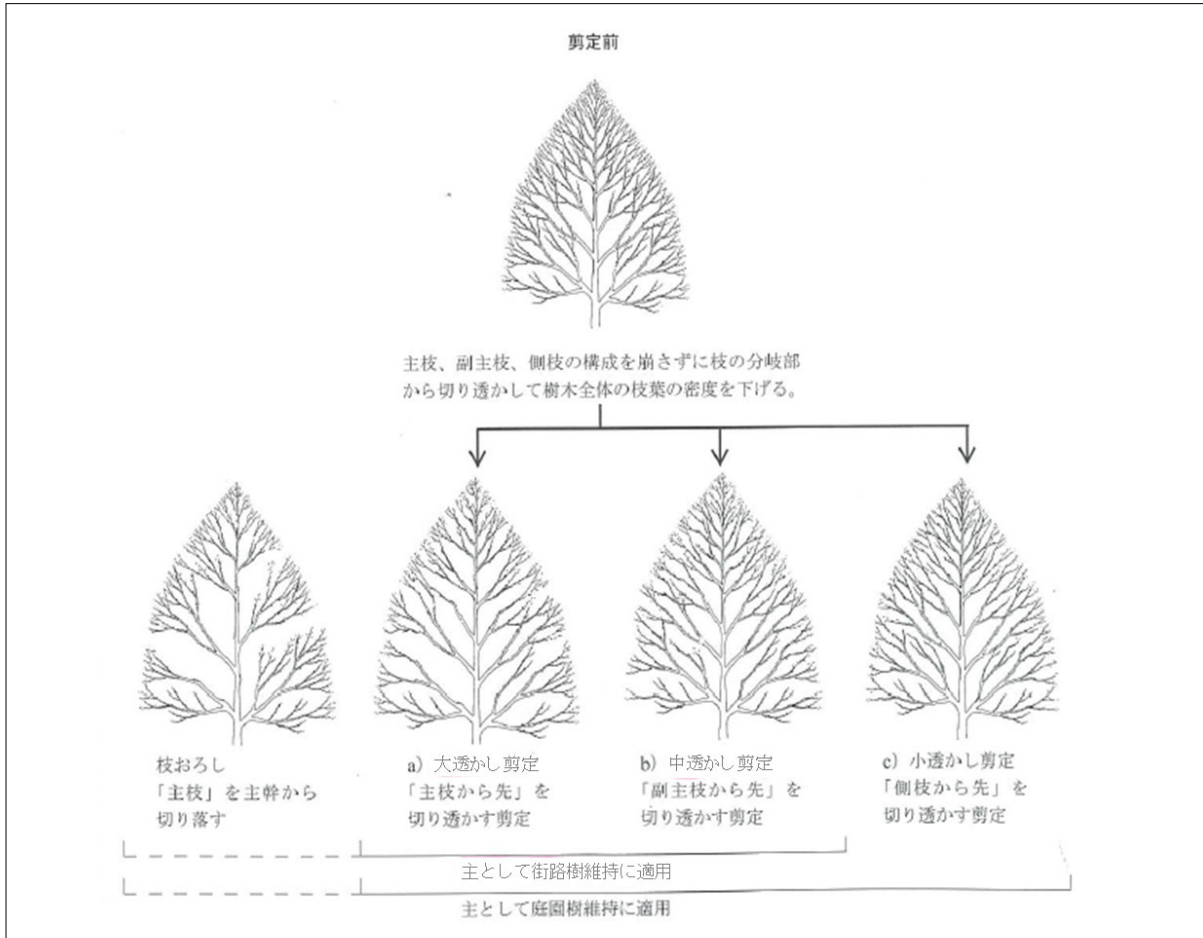 剪定前
主枝、副主枝、側枝の構成を崩さずに枝の分岐部
から切り透かして樹木全体の枝葉の密度を下げる。
枝おろし
「主枝」を主幹から
切り落す
a）大透かし剪定
「主枝から先」を
切り透かす剪定
b）中透かし剪定
「副主枝から先」を
切り透かす剪定
c）小透かし剪定
「側枝から先」を
切り透かす剪定
主として街路樹維持に適用
主として庭園樹維持に適用